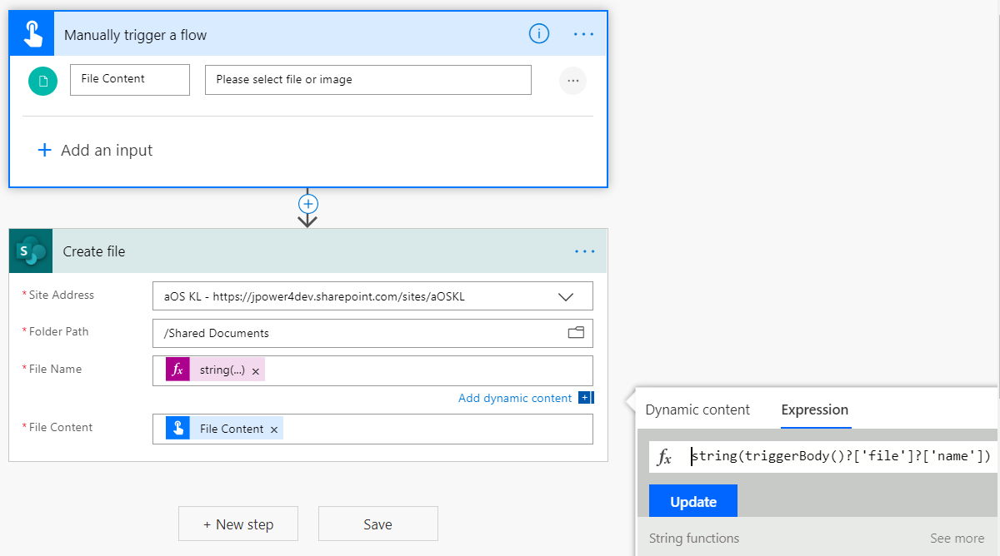 Manually trigger a flow
File Content
Please select file or image
+ Add an input
S
Create file
* Site Address
aOS KL - https://jpower4dev.sharepoint.com/sites/aOSKL
* Folder Path
/Shared Documents
* File Name
fx string(...) ×
Add dynamic content +
* File Content
File Content ×
+ New step
Save
Dynamic content
Expression
fx string(triggerBody()?['file']?['name'])
Update
String functions
See more